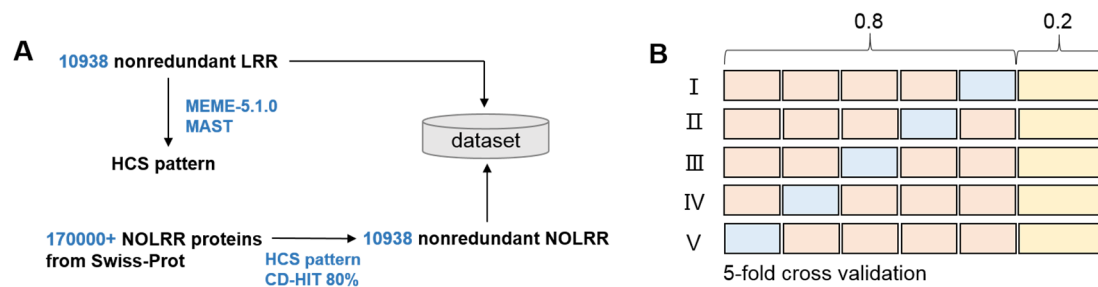 A
10938 nonredundant LRR
MEME-5.1.0
MAST
HCS pattern
dataset
170000+ NOLRR proteins
from Swiss-Prot
HCS pattern
CD-HIT 80%
10938 nonredundant NOLRR
B
0.8
0.2
Ⅰ
Ⅱ
Ⅲ
Ⅳ
Ⅴ
5-fold cross validation